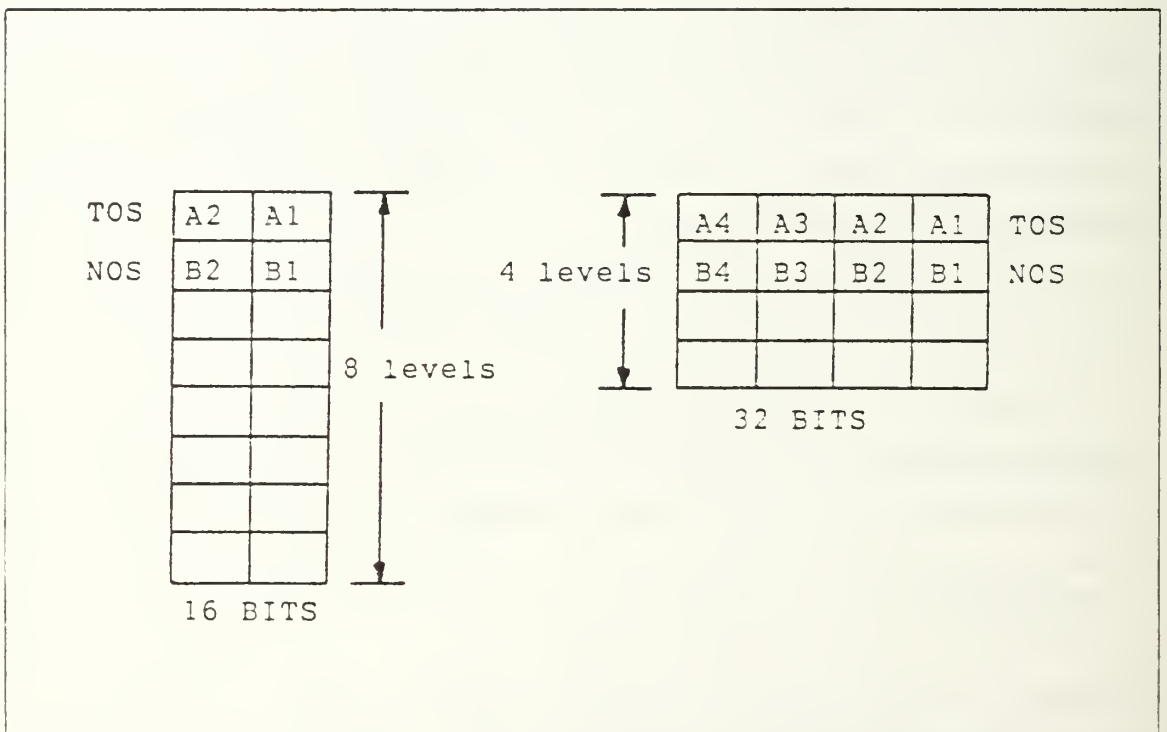 TOS A2 A1
NOS B2 B1
8 levels
16 BITS
4 levels
A4 A3 A2 A1 TOS
B4 B3 B2 B1 NOS
32 BITS